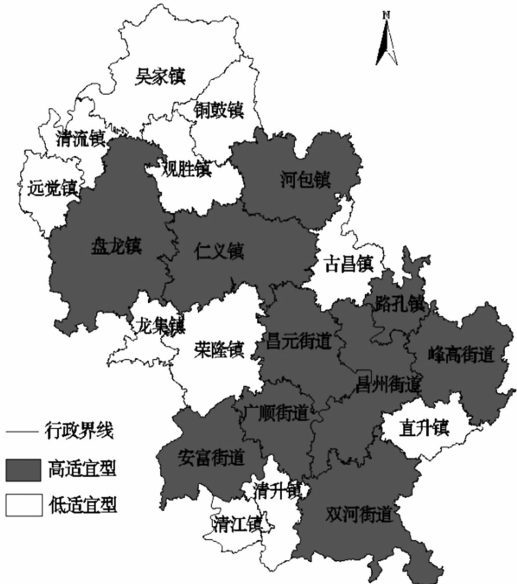 吴家镇
铜鼓镇
清流镇
观胜镇
河包镇
远觉镇
盘龙镇
仁义镇
古昌镇
路孔镇
龙集镇
荣隆镇
昌元街道
峰高街道
昌州街道
广顺街道
直升镇
行政界线
安富街道
高适宜型
清升镇
低适宜型
清江镇
双河街道